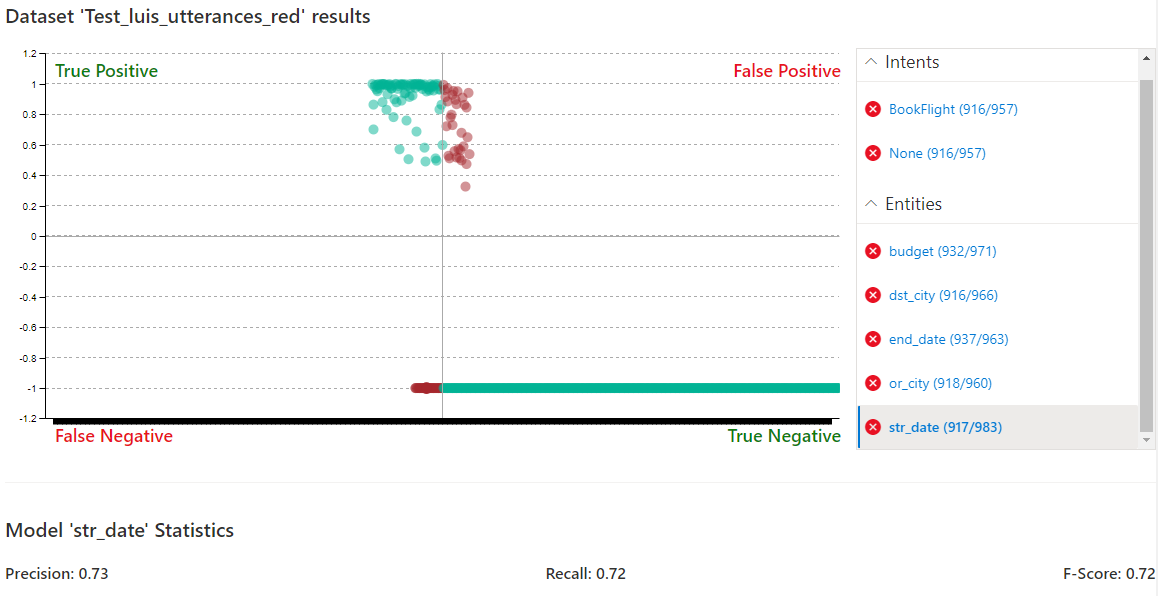 Dataset 'Test_luis_utterances_red' results
1.2
1
0.8
0.6
0.4
0.2
0
-0.2
-0.4
-0.6
-0.8
-1
-1.2
True Positive
False Positive
False Negative
True Negative
Intents
BookFlight (916/957)
None (916/957)
Entities
budget (932/971)
dst_city (916/966)
end_date (937/963)
or_city (918/960)
str_date (917/983)
Model 'str_date' Statistics
Precision: 0.73
Recall: 0.72
F-Score: 0.72